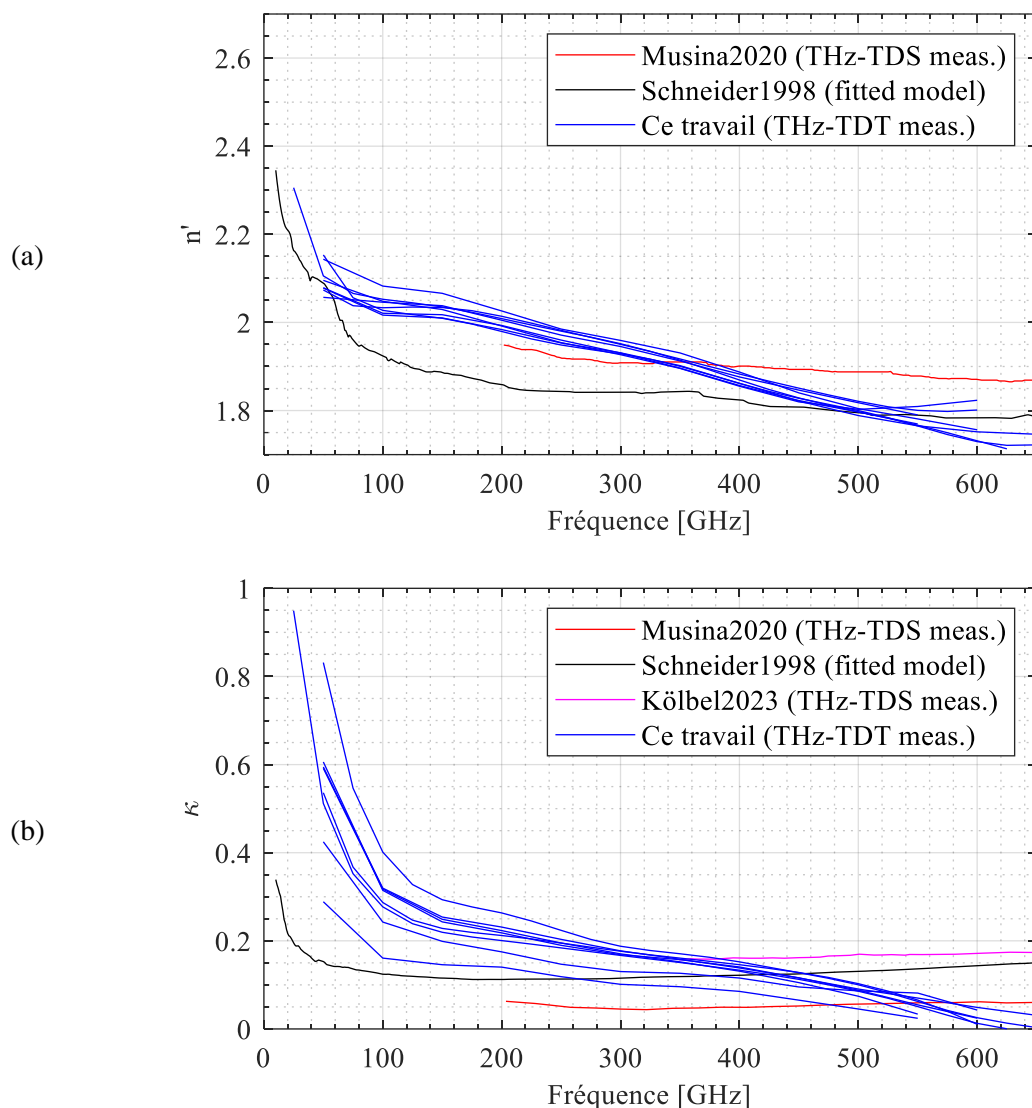 (a)
n'
2.6
2.4
2.2
2
1.8
Musina2020 (THz-TDS meas.)
Schneider1998 (fitted model)
Ce travail (THz-TDT meas.)
0 100 200 300 400 500 600
Fréquence [GHz]
(b)
κ
1
0.8
0.6
0.4
0.2
0
Musina2020 (THz-TDS meas.)
Schneider1998 (fitted model)
Kölbel2023 (THz-TDS meas.)
Ce travail (THz-TDT meas.)
0 100 200 300 400 500 600
Fréquence [GHz]